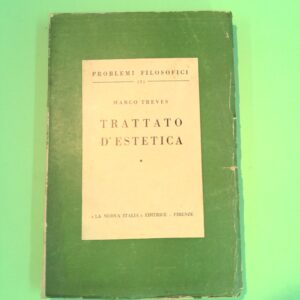 PROBLEMI FILOSOFICI
MARCO TREVES
TRATTATO
D'ESTETICA
« LA NUOVA ITALIA » EDITRICE - FIRENZE